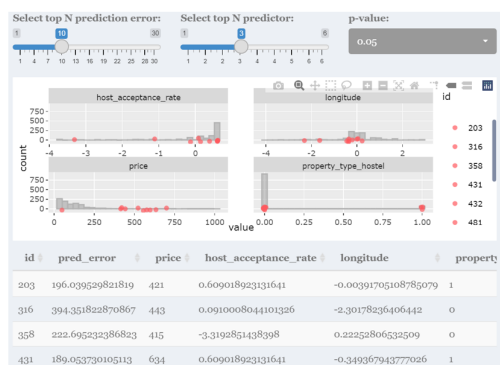 Select top N prediction error:
1 10 30
1 4 7 10 13 16 19 22 25 28 30
Select top N predictor:
1 3 6
1 2 2 3 3 4 4 5 5 6 6
p-value:
0.05
host_acceptance_rate
longitude
id
750-
500-
250-
0-
-4 -3 -2 -1 0
-4 -2 0 2
count
price
property_type_hostel
750-
500-
250-
0-
0 250 500 750 1000
0.00 0.25 0.50 0.75 1.00
value
203
316
358
431
432
481
id pred_error price host_acceptance_rate longitude property
203 196.039529821819 421 0.609018923131641 -0.00391705108785079 1
316 394.351822870867 443 0.0910008044101326 -2.30178236406442 0
358 222.695232386823 415 -3.3192851438398 0.22252806532509 0
431 189.053730105113 634 0.609018923131641 -0.349367943777026 1